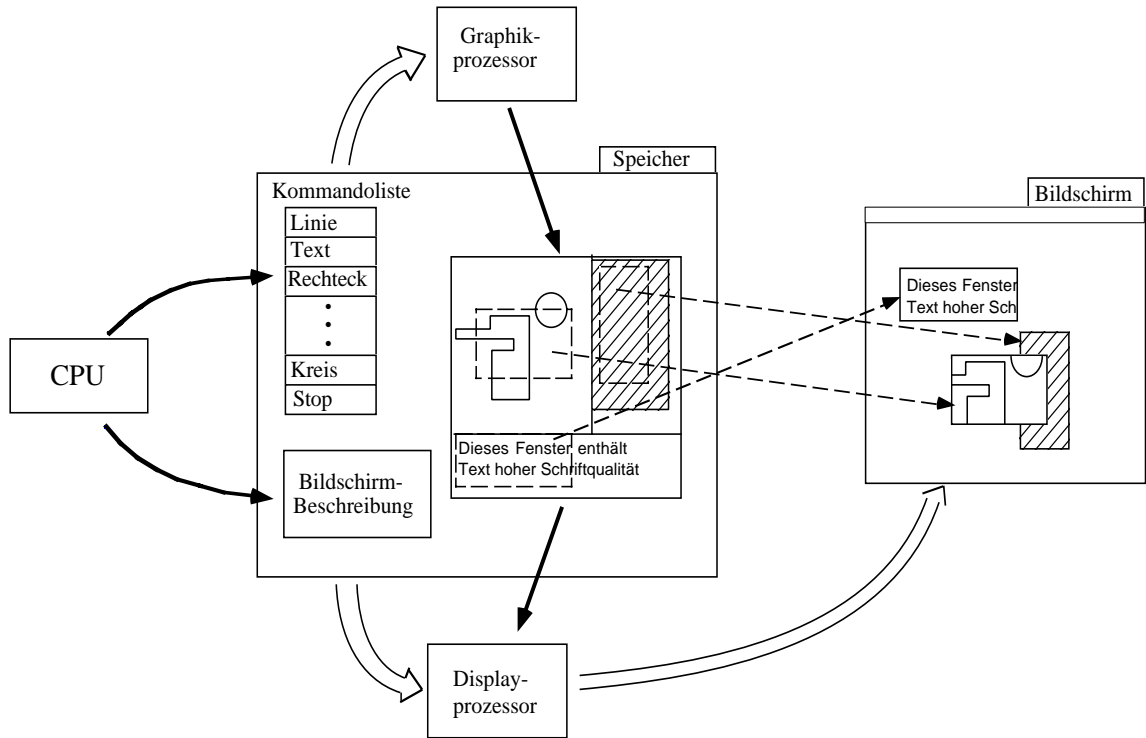 Graphik-
prozessor
Speicher
Kommandoliste
Linie
Text
Rechteck
Kreis
Stop
CPU
Bildschirm-
Beschreibung
Dieses Fenster enthält
Text hoher Schriftqualität
Bildschirm
Dieses Fenster
Text hoher Sch
Display-
prozessor